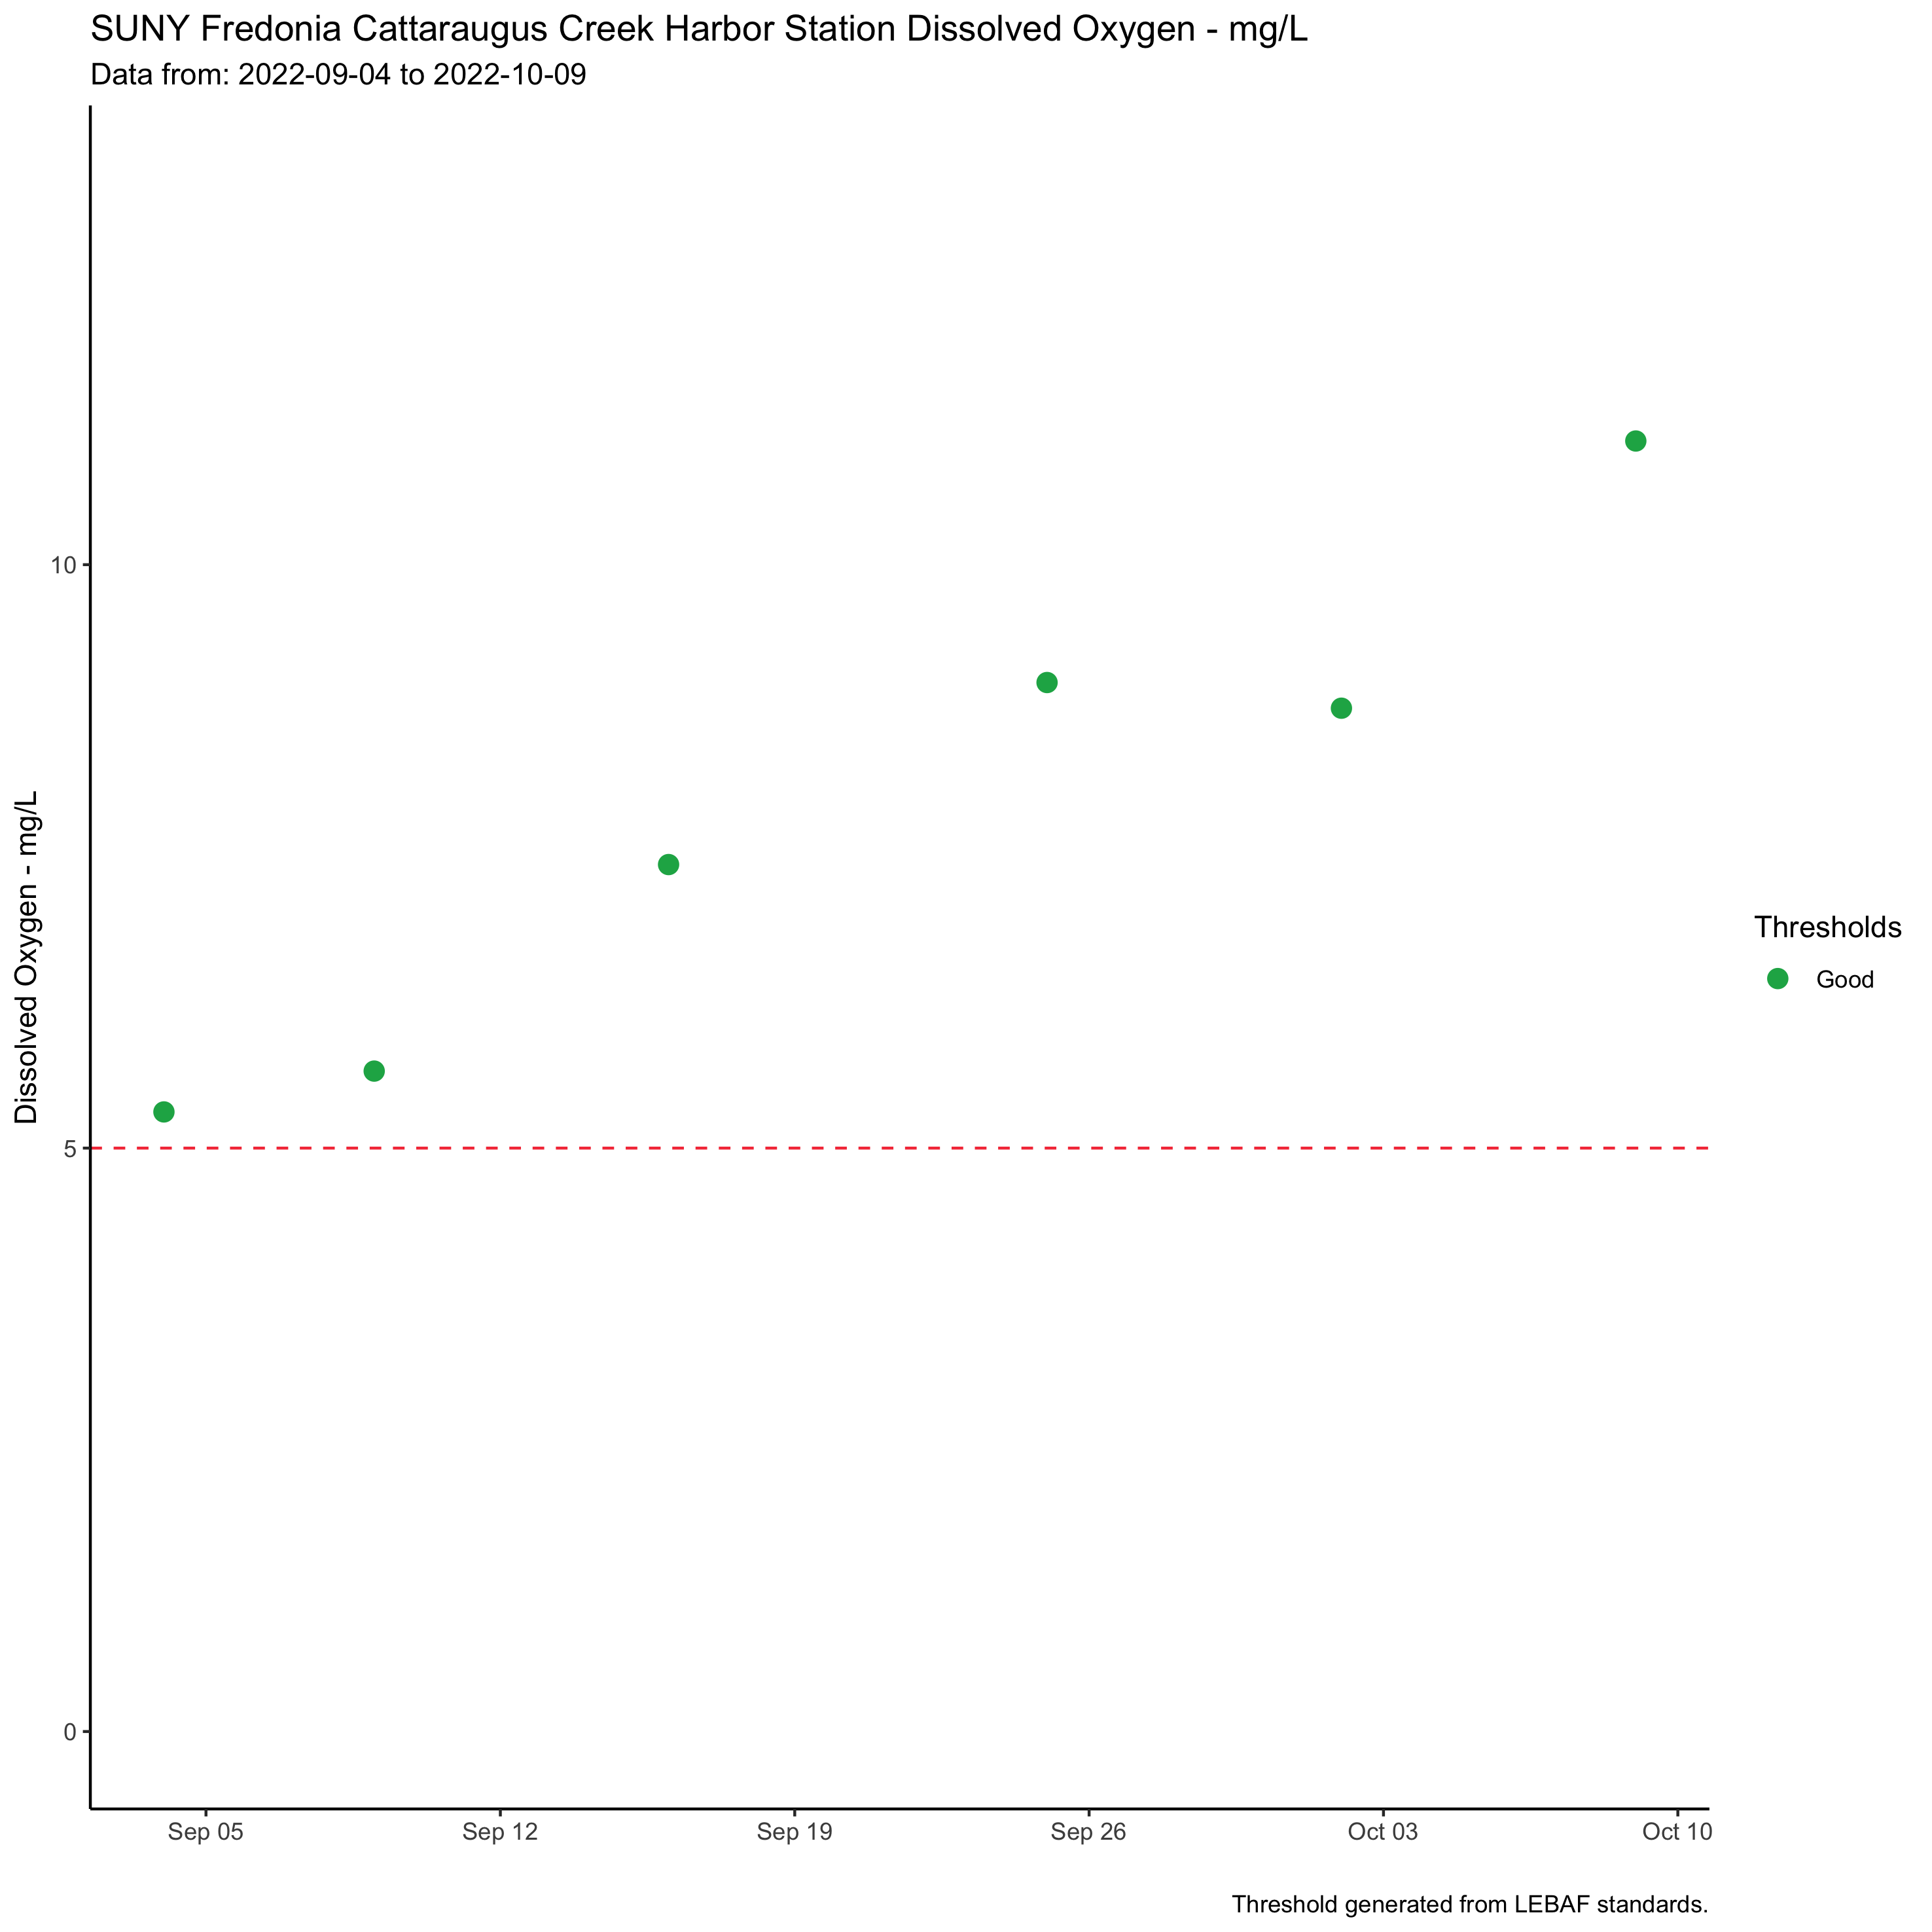 SUNY Fredonia Cattaraugus Creek Harbor Station Dissolved Oxygen - mg/L
Data from: 2022-09-04 to 2022-10-09
Dissolved Oxygen - mg/L
10
5
0
Sep 05
Sep 12
Sep 19
Sep 26
Oct 03
Oct 10
Thresholds
Good
Threshold generated from LEBAF standards.